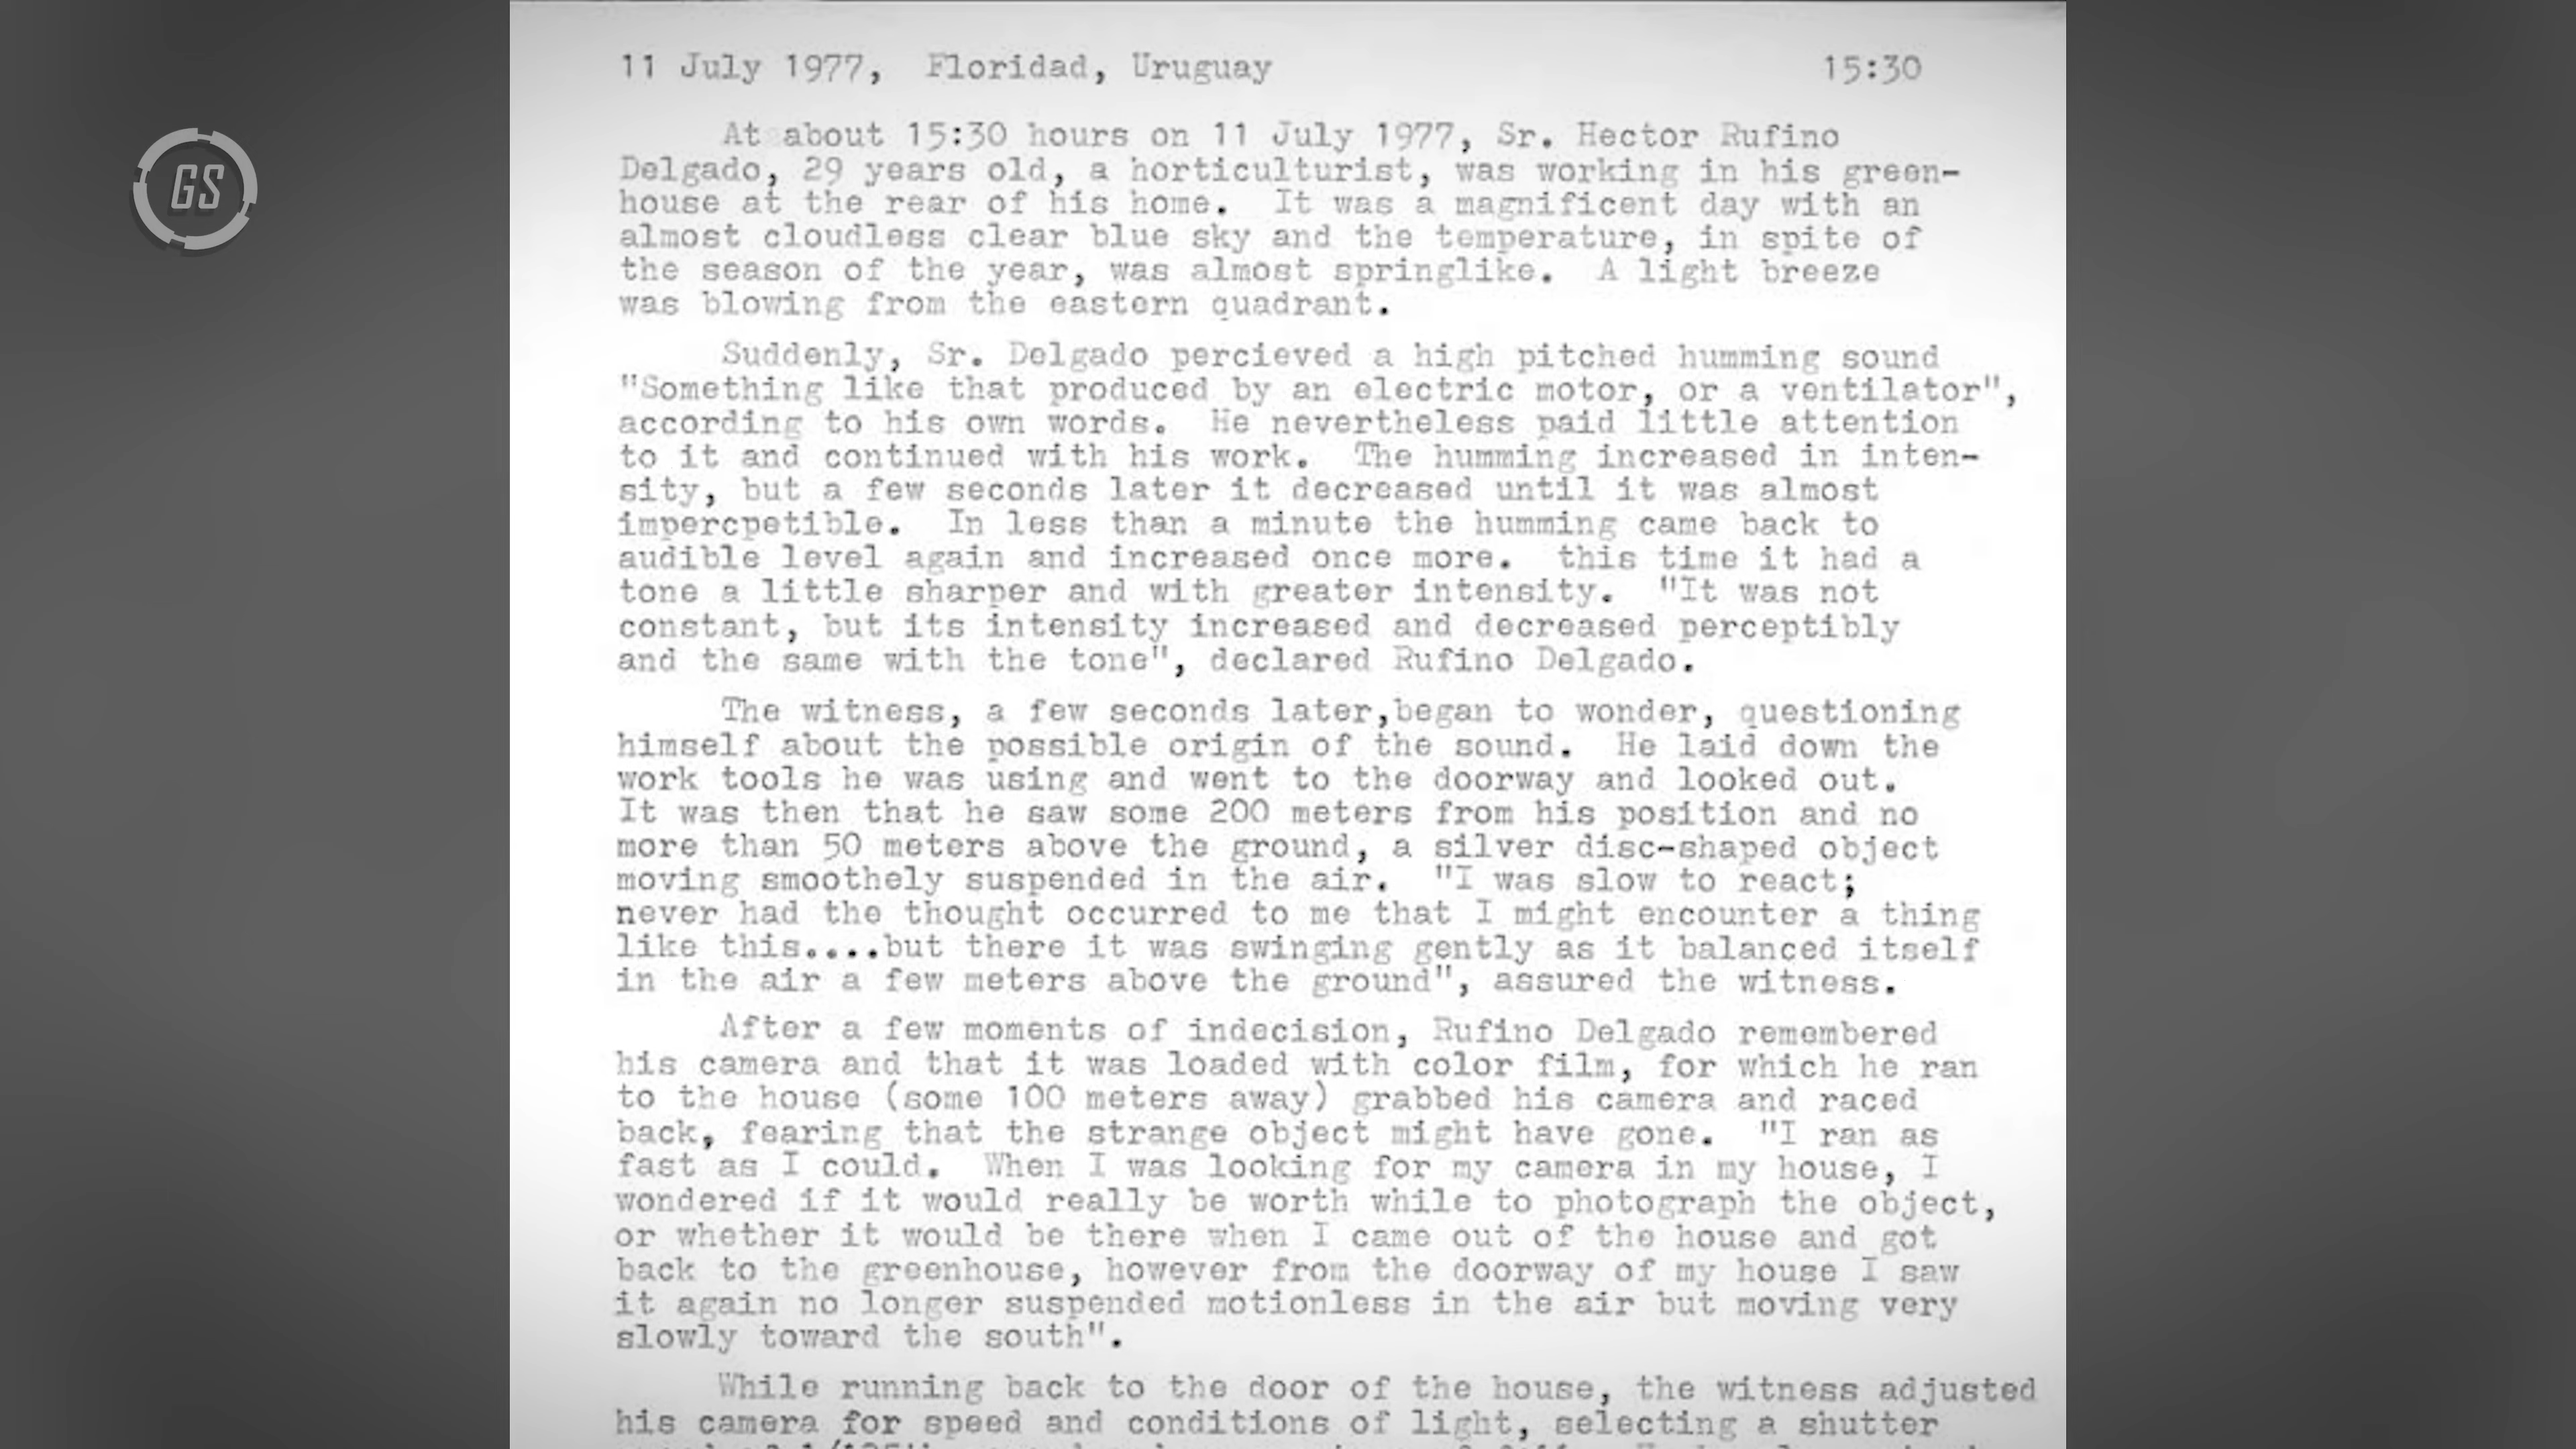 GS
11 July 1977, Floridad, Uruguay 15:30
At about 15:30 hours on 11 July 1977, Sr. Hector Rufino
Delgado, 29 years old, a horticulturist, was working in his green-
house at the rear of his home. It was a magnificent day with an
almost cloudless clear blue sky and the temperature, in spite of
the season of the year, was almost springlike. A light breeze
was blowing from the eastern quadrant.
Suddenly, Sr. Delgado percieved a high pitched humming sound
"Something like that produced by an electric motor, or a ventilator",
according to his own words. He nevertheless paid little attention
to it and continued with his work. The humming increased in inten-
sity, but a few seconds later it decreased until it was almost
impercpetible. In less than a minute the humming came back to
audible level again and increased once more. this time it had a
tone a little sharper and with greater intensity. "It was not
constant, but its intensity increased and decreased perceptibly
and the same with the tone", declared Rufino Delgado.
The witness, a few seconds later,began to wonder, questioning
himself about the possible origin of the sound. He laid down the
work tools he was using and went to the doorway and looked out.
It was then that he saw some 200 meters from his position and no
more than 50 meters above the ground, a silver disc-shaped object
moving smoothely suspended in the air. "I was slow to react;
never had the thought occurred to me that I might encounter a thing
like this....but there it was swinging gently as it balanced itself
in the air a few meters above the ground", assured the witness.
After a few moments of indecision, Rufino Delgado remembered
his camera and that it was loaded with color film, for which he ran
to the house (some 100 meters away) grabbed his camera and raced
back, fearing that the strange object might have gone. "I ran as
fast as I could. When I was looking for my camera in my house, I
wondered if it would really be worth while to photograph the object,
or whether it would be there when I came out of the house and got
back to the greenhouse, however from the doorway of my house I saw
it again no longer suspended motionless in the air but moving very
slowly toward the south".
While running back to the door of the house, the witness adjusted
his camera for speed and conditions of light, selecting a shutter